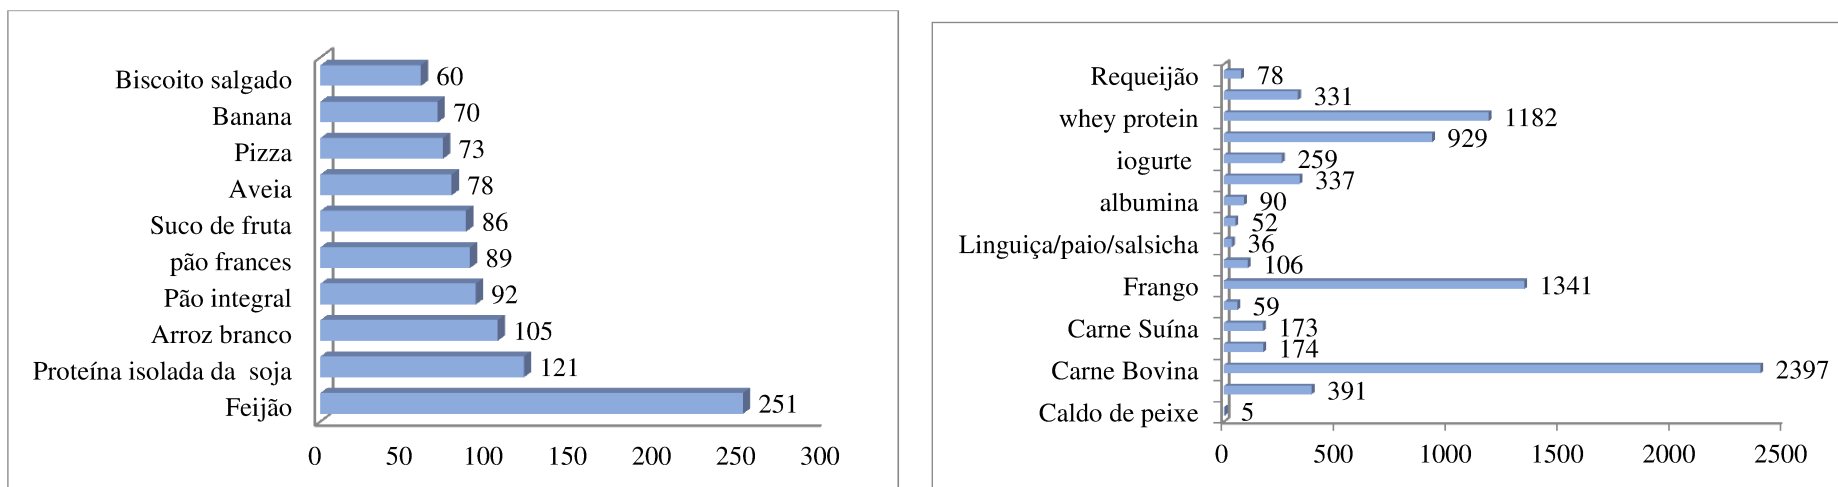 Biscoito salgado 60
Banana 70
Pizza 73
Aveia 78
Suco de fruta 86
pão frances 89
Pão integral 92
Arroz branco 105
Proteína isolada da soja 121
Feijão 251
0 50 100 150 200 250 300
Requeijão 78
331
whey protein 1182
929
iogurte 259
337
albumina 90
52
Linguiça/paio/salsicha 36
106
Frango 1341
59
Carne Suína 173
174
Carne Bovina 2397
391
Caldo de peixe 5
0 500 1000 1500 2000 2500